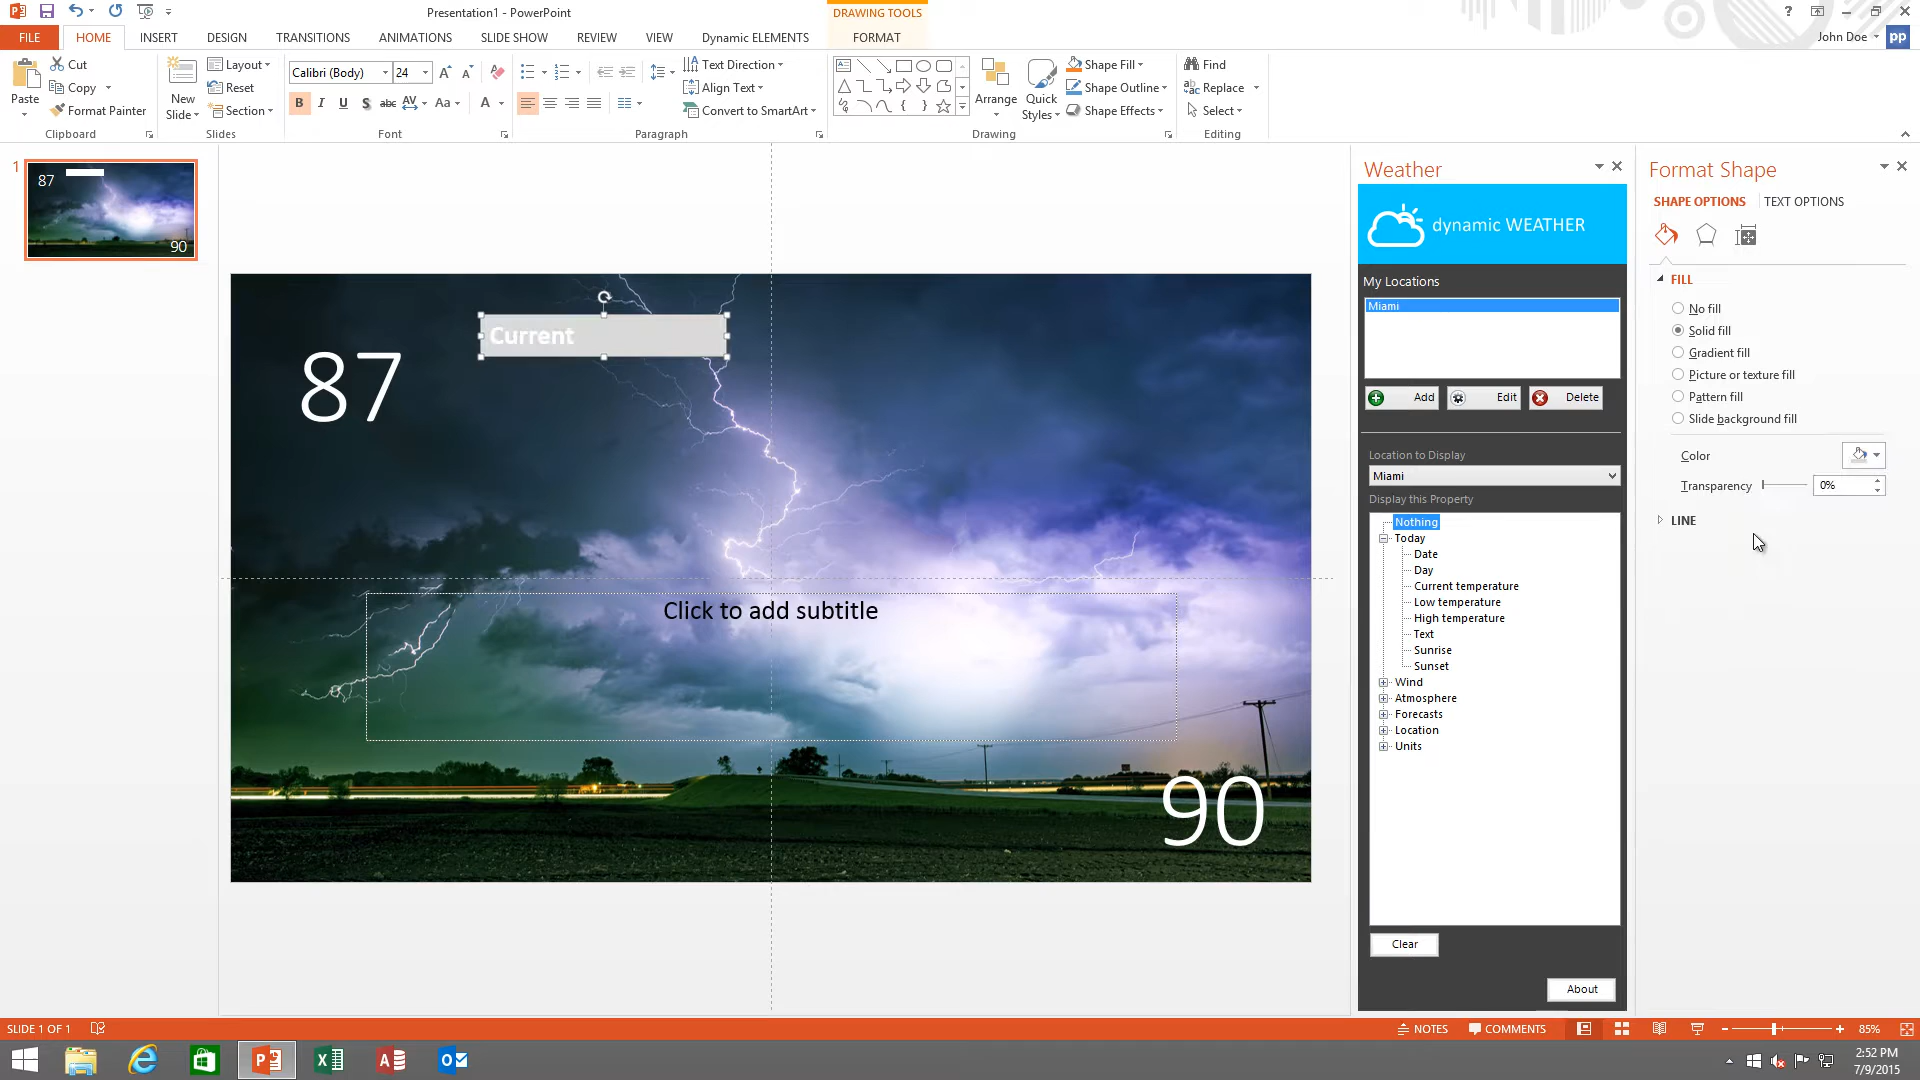 Presentation1 - PowerPoint
DRAWING TOOLS
FILE
HOME
INSERT
DESIGN
TRANSITIONS
ANIMATIONS
SLIDE SHOW
REVIEW
VIEW
Dynamic ELEMENTS
FORMAT
John Doe
pp
Paste
Cut
Copy
Format Painter
Clipboard
New
Slide
Layout
Reset
Section
Slides
Calibri (Body)
24
B I U S abc AV Aa A
Font
Text Direction
Align Text
Convert to SmartArt
Paragraph
Arrange
Quick
Styles
Shape Fill
Shape Outline
Shape Effects
Drawing
Find
Replace
Select
Editing
1
87
90
Current
87
Click to add subtitle
90
Weather
dynamic WEATHER
My Locations
Miami
Add
Edit
Delete
Location to Display
Miami
Display this Property
Nothing
Today
Date
Day
Current temperature
Low temperature
High temperature
Text
Sunrise
Sunset
Wind
Atmosphere
Forecasts
Location
Units
Clear
About
Format Shape
SHAPE OPTIONS
TEXT OPTIONS
FILL
No fill
Solid fill
Gradient fill
Picture or texture fill
Pattern fill
Slide background fill
Color
Transparency
0%
LINE
SLIDE 1 OF 1
NOTES
COMMENTS
85%
2:52 PM
7/9/2015